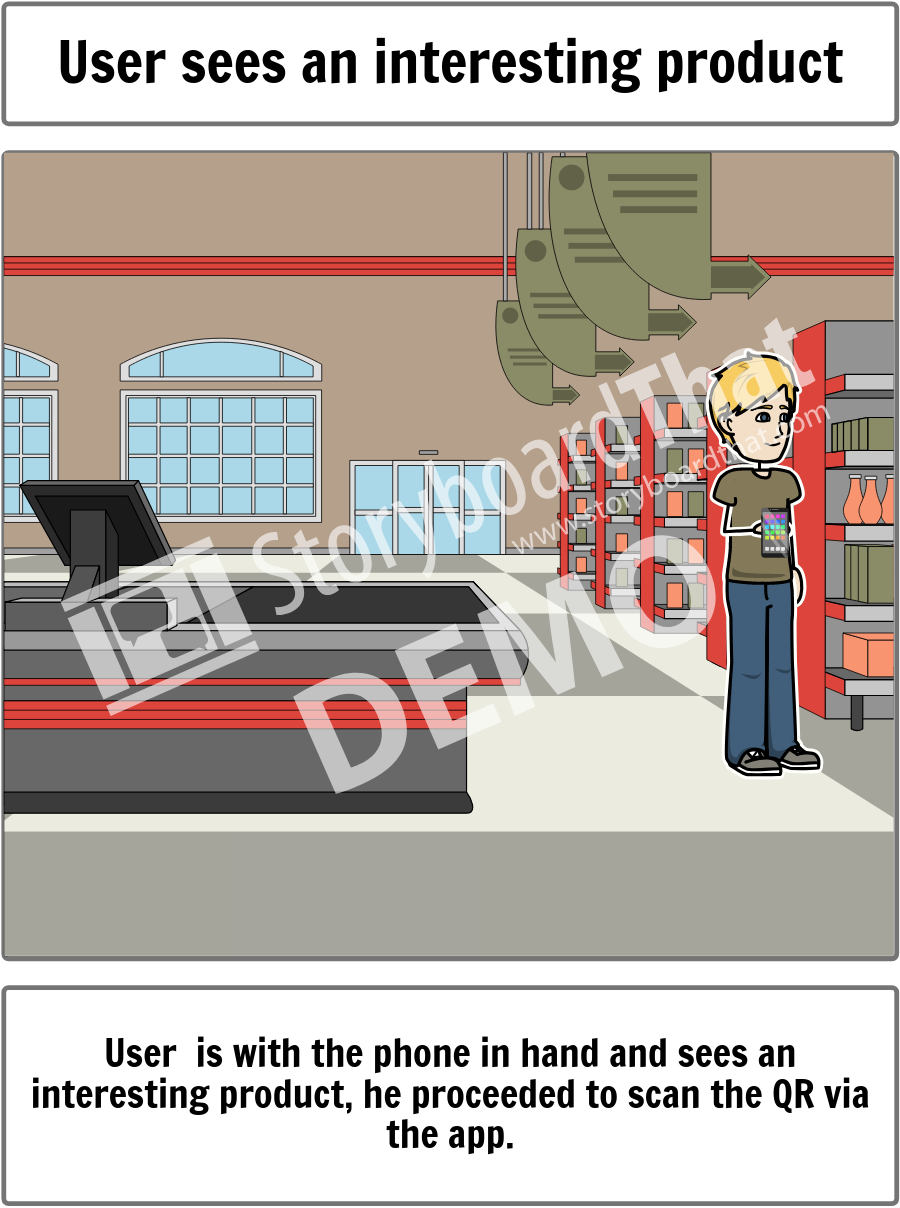 User sees an interesting product
StoryboardThat
www.storyboardthat.com
DEMO
User  is with the phone in hand and sees an
interesting product, he proceeded to scan the QR via
the app.